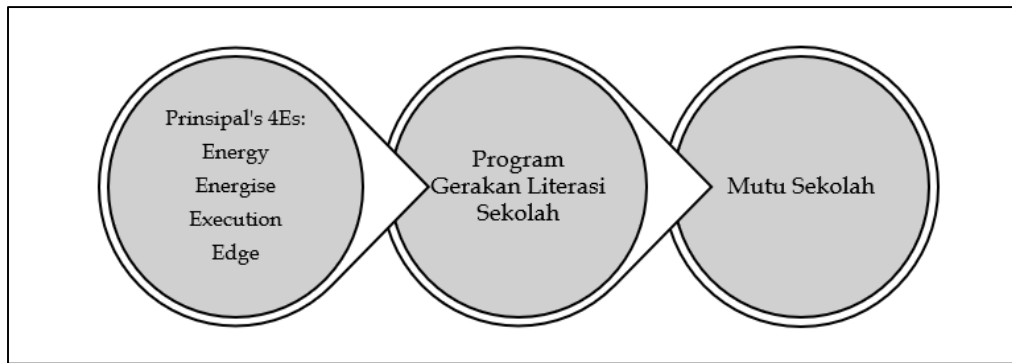 Prinsipal's 4Es:
Energy
Energise
Execution
Edge
Program
Gerakan Literasi
Sekolah
Mutu Sekolah